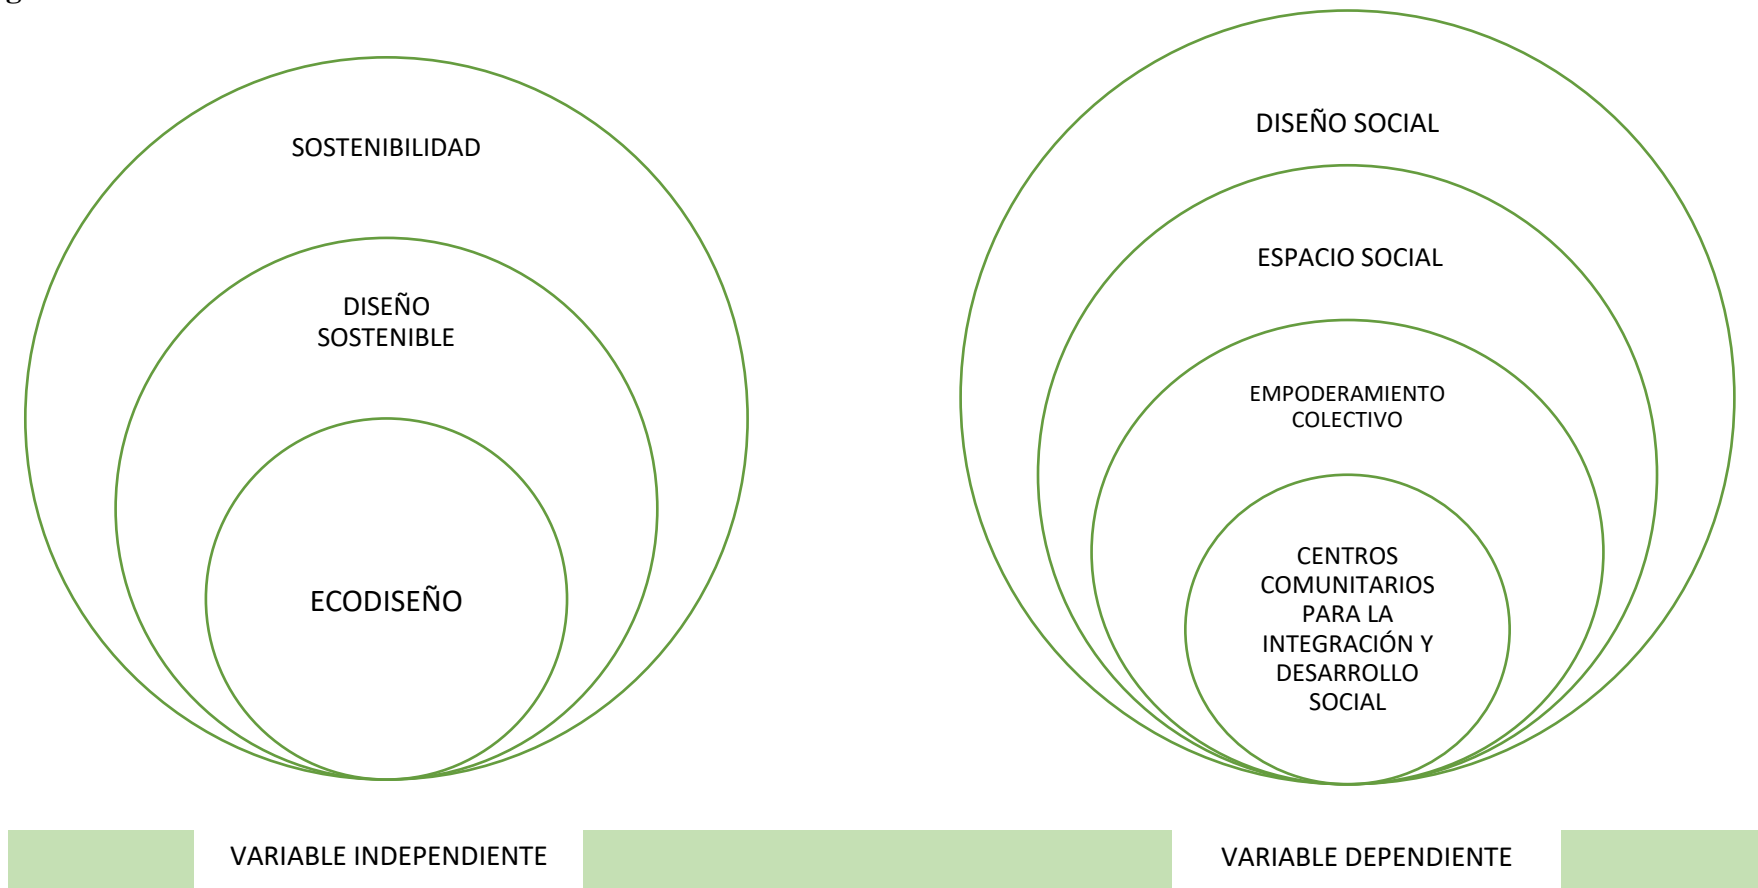 SOSTENIBILIDAD
DISEÑO
SOSTENIBLE
ECODISEÑO
DISEÑO SOCIAL
ESPACIO SOCIAL
EMPODERAMIENTO
COLECTIVO
CENTROS
COMUNITARIOS
PARA LA
INTEGRACIÓN Y
DESARROLLO
SOCIAL
VARIABLE INDEPENDIENTE
VARIABLE DEPENDIENTE